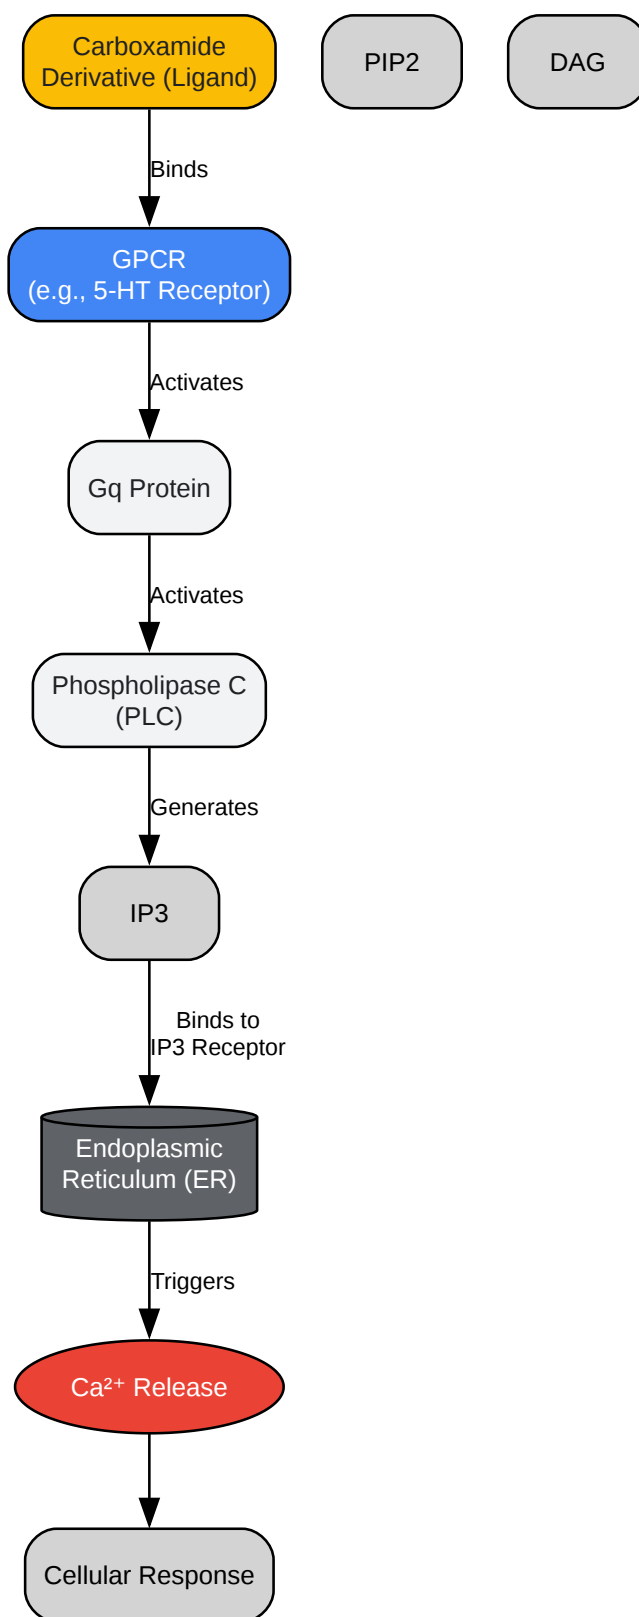 Carboxamide
Derivative (Ligand)
PIP2
DAG
Binds
GPCR
(e.g., 5-HT Receptor)
Activates
Gq Protein
Activates
Phospholipase C
(PLC)
Generates
IP3
Binds to
IP3 Receptor
Endoplasmic
Reticulum (ER)
Triggers
Ca²⁺ Release
Cellular Response